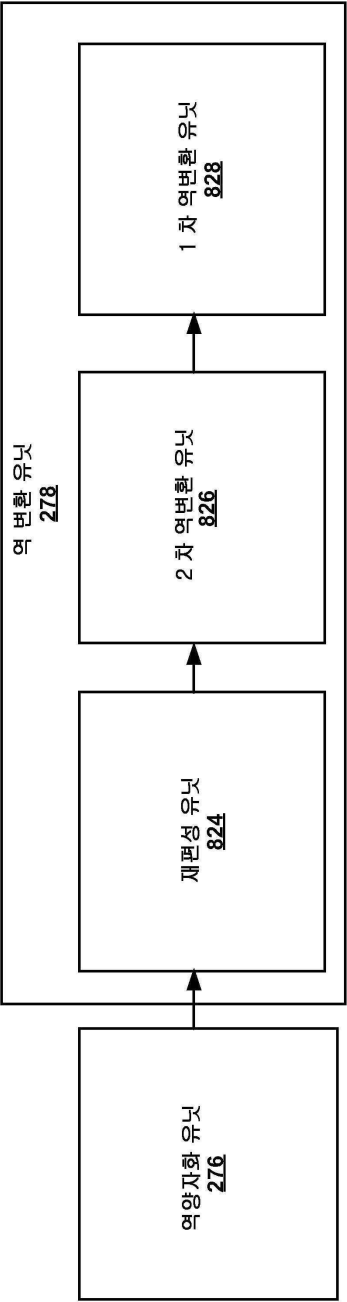 역양자화 유닛
276
역 변환 유닛
278
재편성 유닛
824
2 차 역변환 유닛
826
1 차 역변환 유닛
828